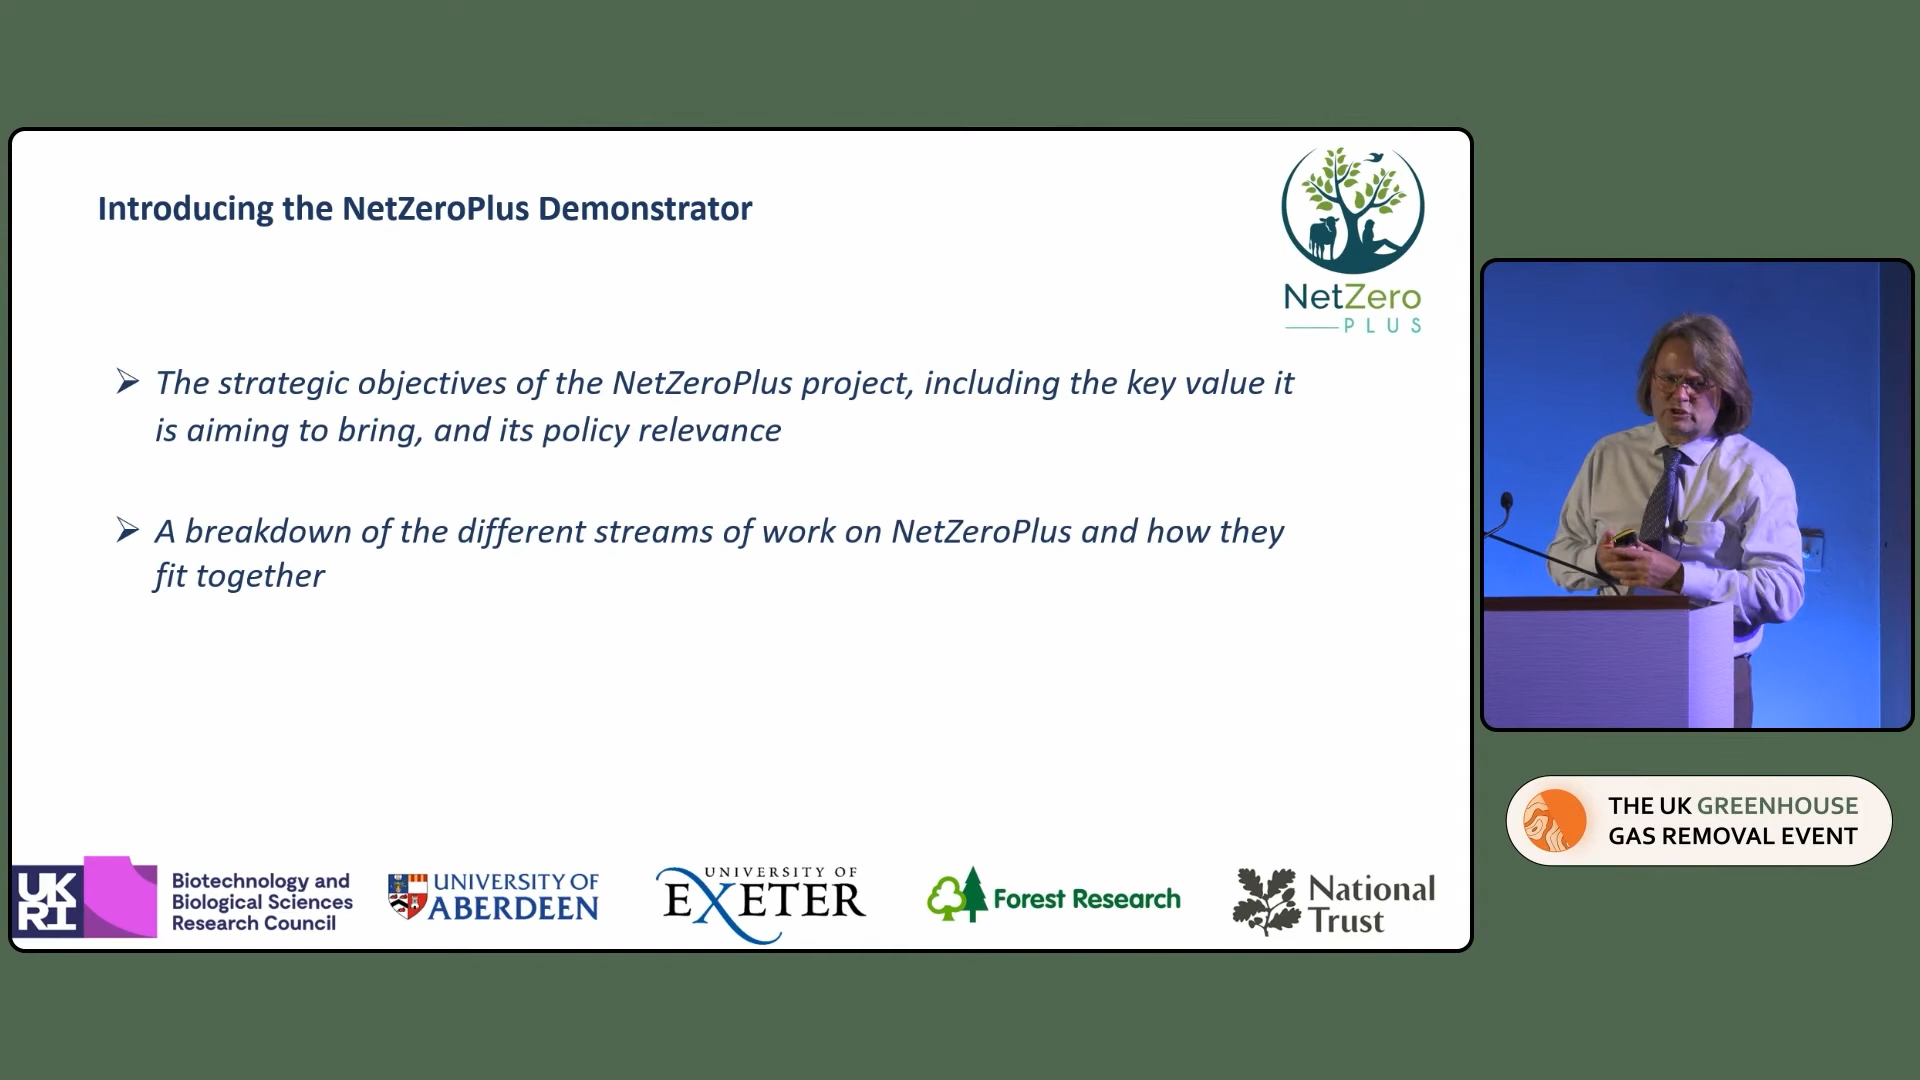 Introducing the NetZeroPlus Demonstrator
NetZero
PLUS
The strategic objectives of the NetZeroPlus project, including the key value it
is aiming to bring, and its policy relevance
A breakdown of the different streams of work on NetZeroPlus and how they
fit together
UK
RI
Biotechnology and
Biological Sciences
Research Council
UNIVERSITY OF
ABERDEEN
UNIVERSITY OF
EXETER
Forest Research
National
Trust
THE UK GREENHOUSE
GAS REMOVAL EVENT